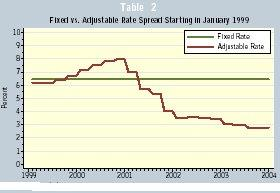 Table 2
Fixed vs. Adjustable Rate Spread Starting in January 1999
Fixed Rate
Adjustable Rate
Percent
10
9
8
7
6
5
4
3
2
1
0
1999 2000 2001 2002 2003 2004